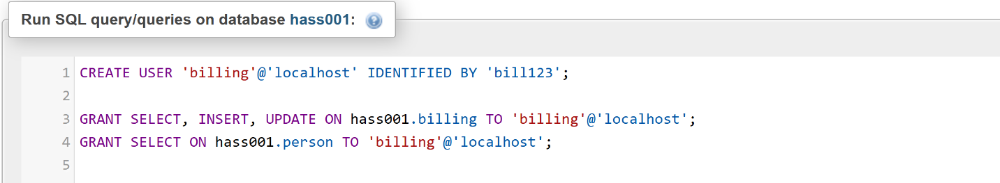 Run SQL query/queries on database hass001:
1 CREATE USER 'billing'@'localhost' IDENTIFIED BY 'bill123';
2
3 GRANT SELECT, INSERT, UPDATE ON hass001.billing TO 'billing'@'localhost';
4 GRANT SELECT ON hass001.person TO 'billing'@'localhost';
5